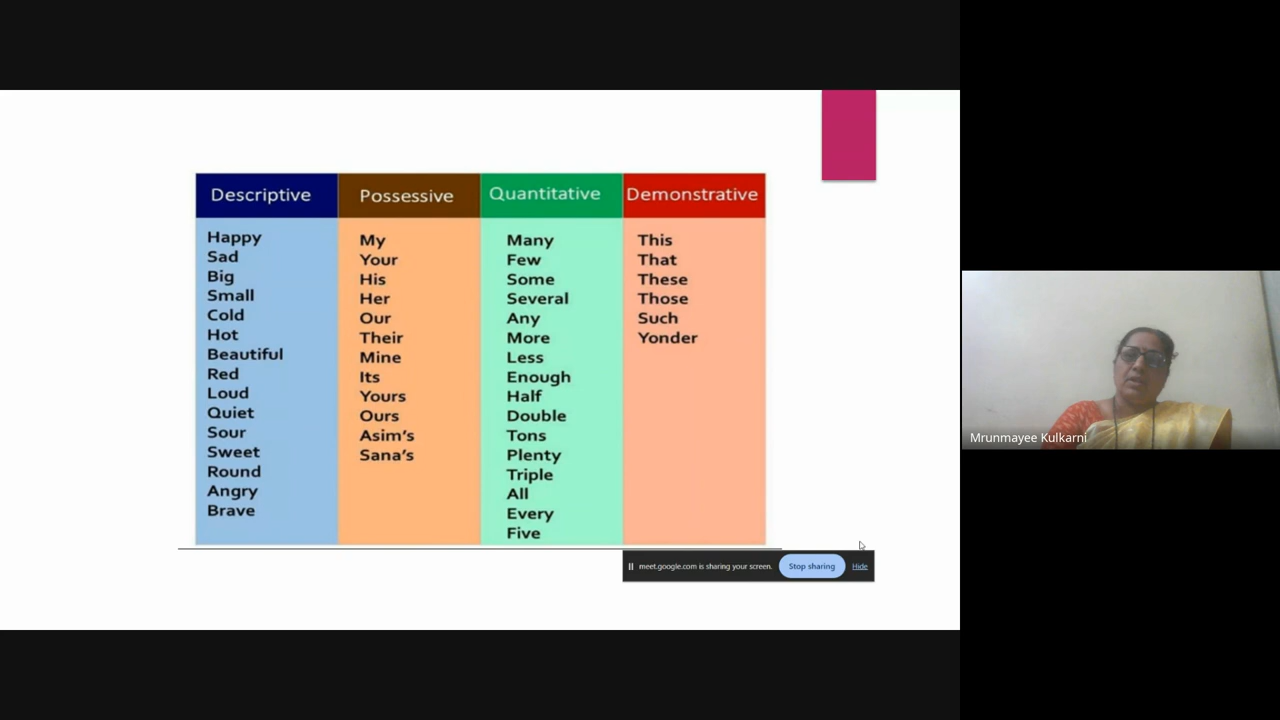 Descriptive
Happy
Sad
Big
Small
Cold
Hot
Beautiful
Red
Loud
Quiet
Sour
Sweet
Round
Angry
Brave
Possessive
My
Your
His
Her
Our
Their
Mine
Its
Yours
Ours
Asim's
Sana's
Quantitative
Many
Few
Some
Several
Any
More
Less
Enough
Half
Double
Tons
Plenty
Triple
All
Every
Five
Demonstrative
This
That
These
Those
Such
Yonder
meet.google.com is sharing your screen. Stop sharing Hide
Mrunmayee Kulkarni